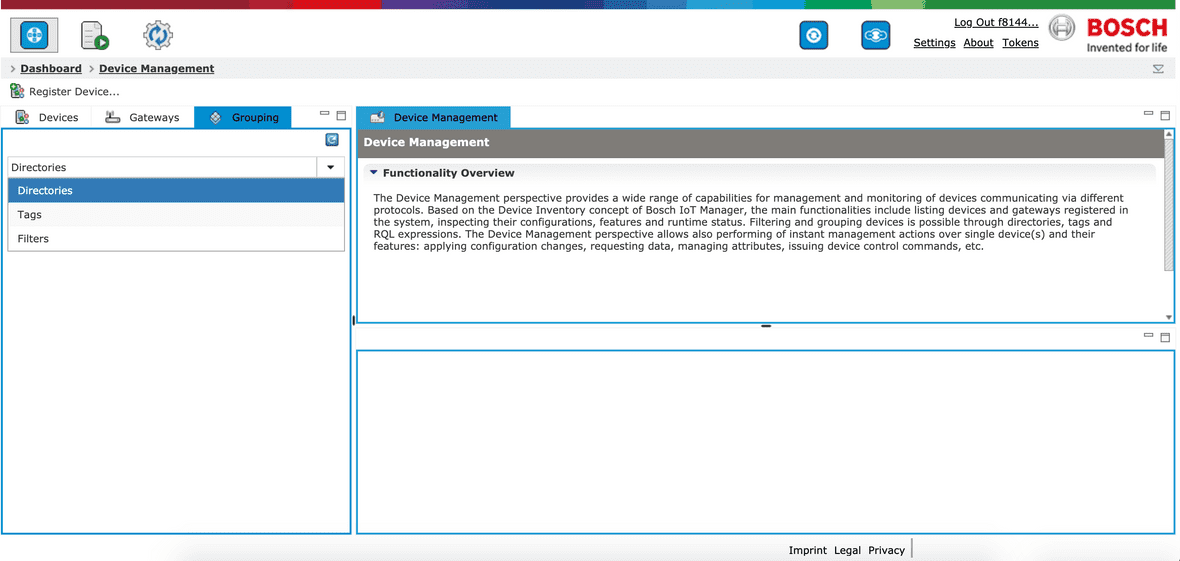 Log Out f8144...
Settings About Tokens
BOSCH
Invented for life
Dashboard > Device Management
Register Device...
Devices Gateways Grouping
Device Management
Directories
Directories
Tags
Filters
Device Management
Functionality Overview
The Device Management perspective provides a wide range of capabilities for management and monitoring of devices communicating via different
protocols. Based on the Device Inventory concept of Bosch IoT Manager, the main functionalities include listing devices and gateways registered in
the system, inspecting their configurations, features and runtime status. Filtering and grouping devices is possible through directories, tags and
RQL expressions. The Device Management perspective allows also performing of instant management actions over single device(s) and their
features: applying configuration changes, requesting data, managing attributes, issuing device control commands, etc.
Imprint Legal Privacy